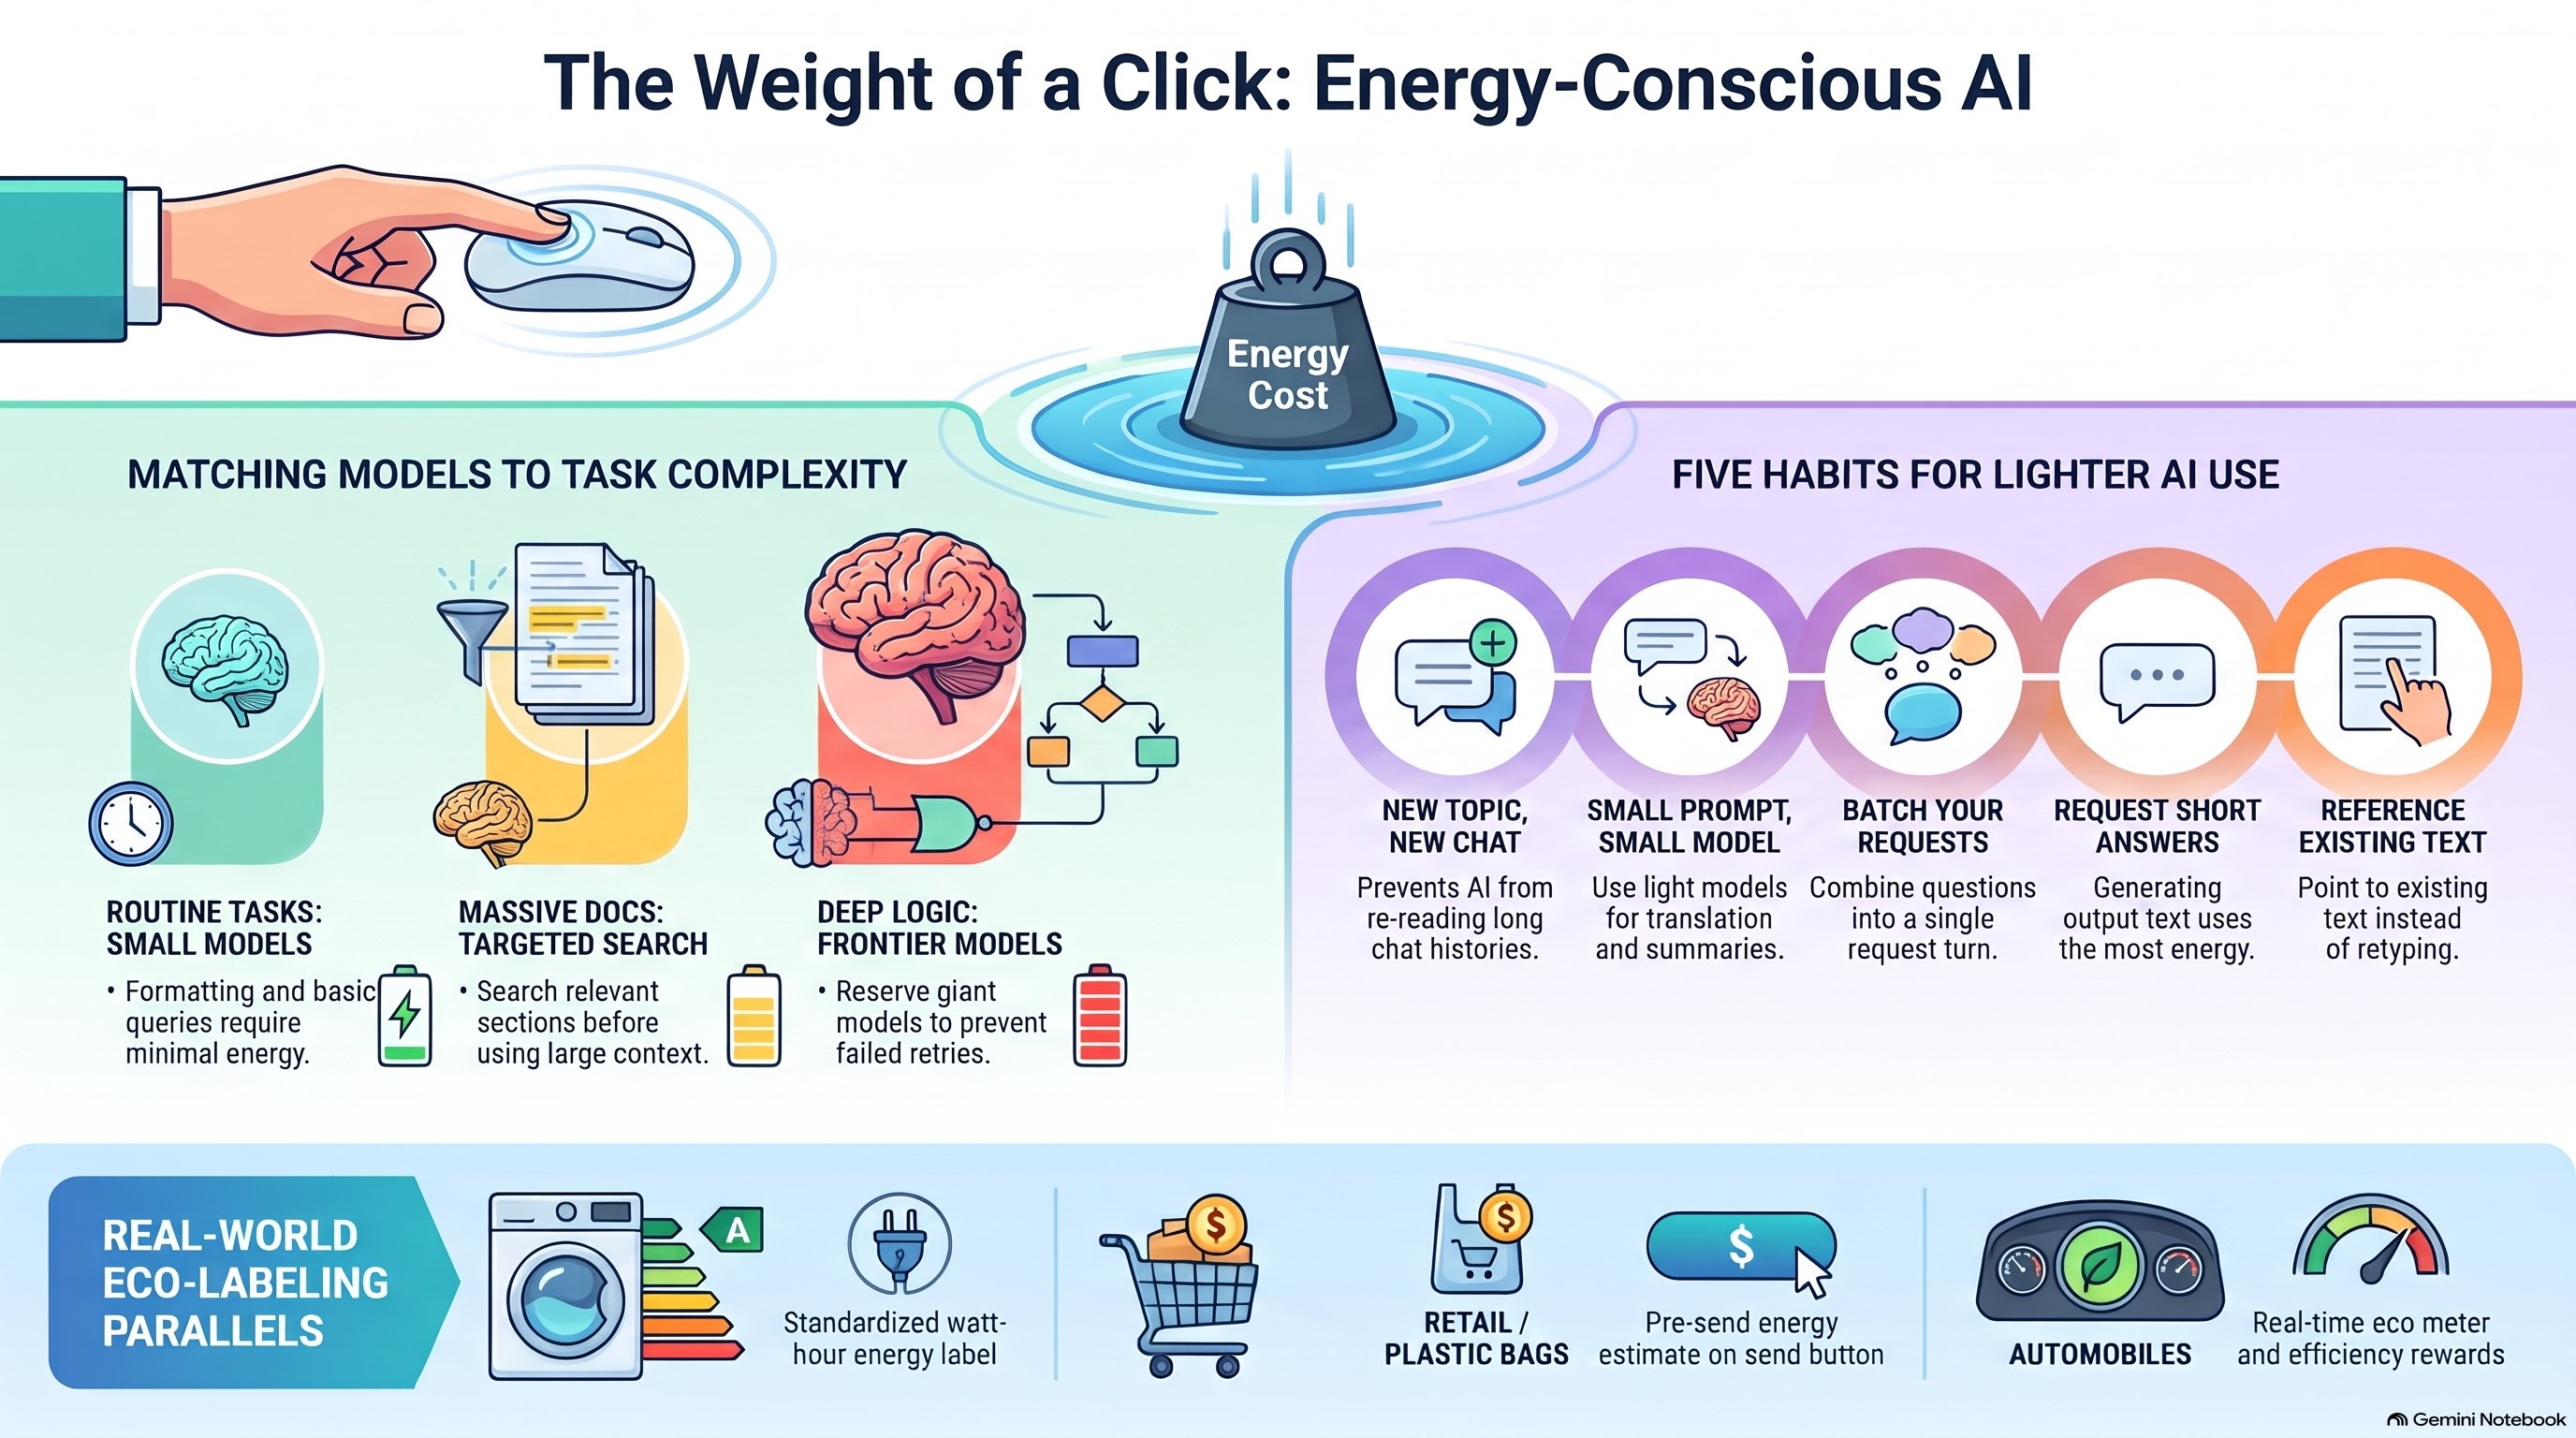 The Weight of a Click: Energy-Conscious AI
Energy
Cost
MATCHING MODELS TO TASK COMPLEXITY
ROUTINE TASKS:
SMALL MODELS
• Formatting and basic
queries require
minimal energy.
MASSIVE DOCS:
TARGETED SEARCH
• Search relevant
sections before
using large context.
DEEP LOGIC:
FRONTIER MODELS
• Reserve giant
models to prevent
failed retries.
FIVE HABITS FOR LIGHTER AI USE
NEW TOPIC,
NEW CHAT
Prevents AI from
re-reading long
chat histories.
SMALL PROMPT,
SMALL MODEL
Use light models
for translation
and summaries.
BATCH YOUR
REQUESTS
Combine questions
into a single
request turn.
REQUEST SHORT
ANSWERS
Generating
output text uses
the most energy.
REFERENCE
EXISTING TEXT
Point to existing
text instead
of retyping.
REAL-WORLD
ECO-LABELING
PARALLELS
A
Standardized watt-
hour energy label
$
$
RETAIL /
PLASTIC BAGS
$
Pre-send energy
estimate on send button
AUTOMOBILES
Real-time eco meter
and efficiency rewards
Gemini Notebook